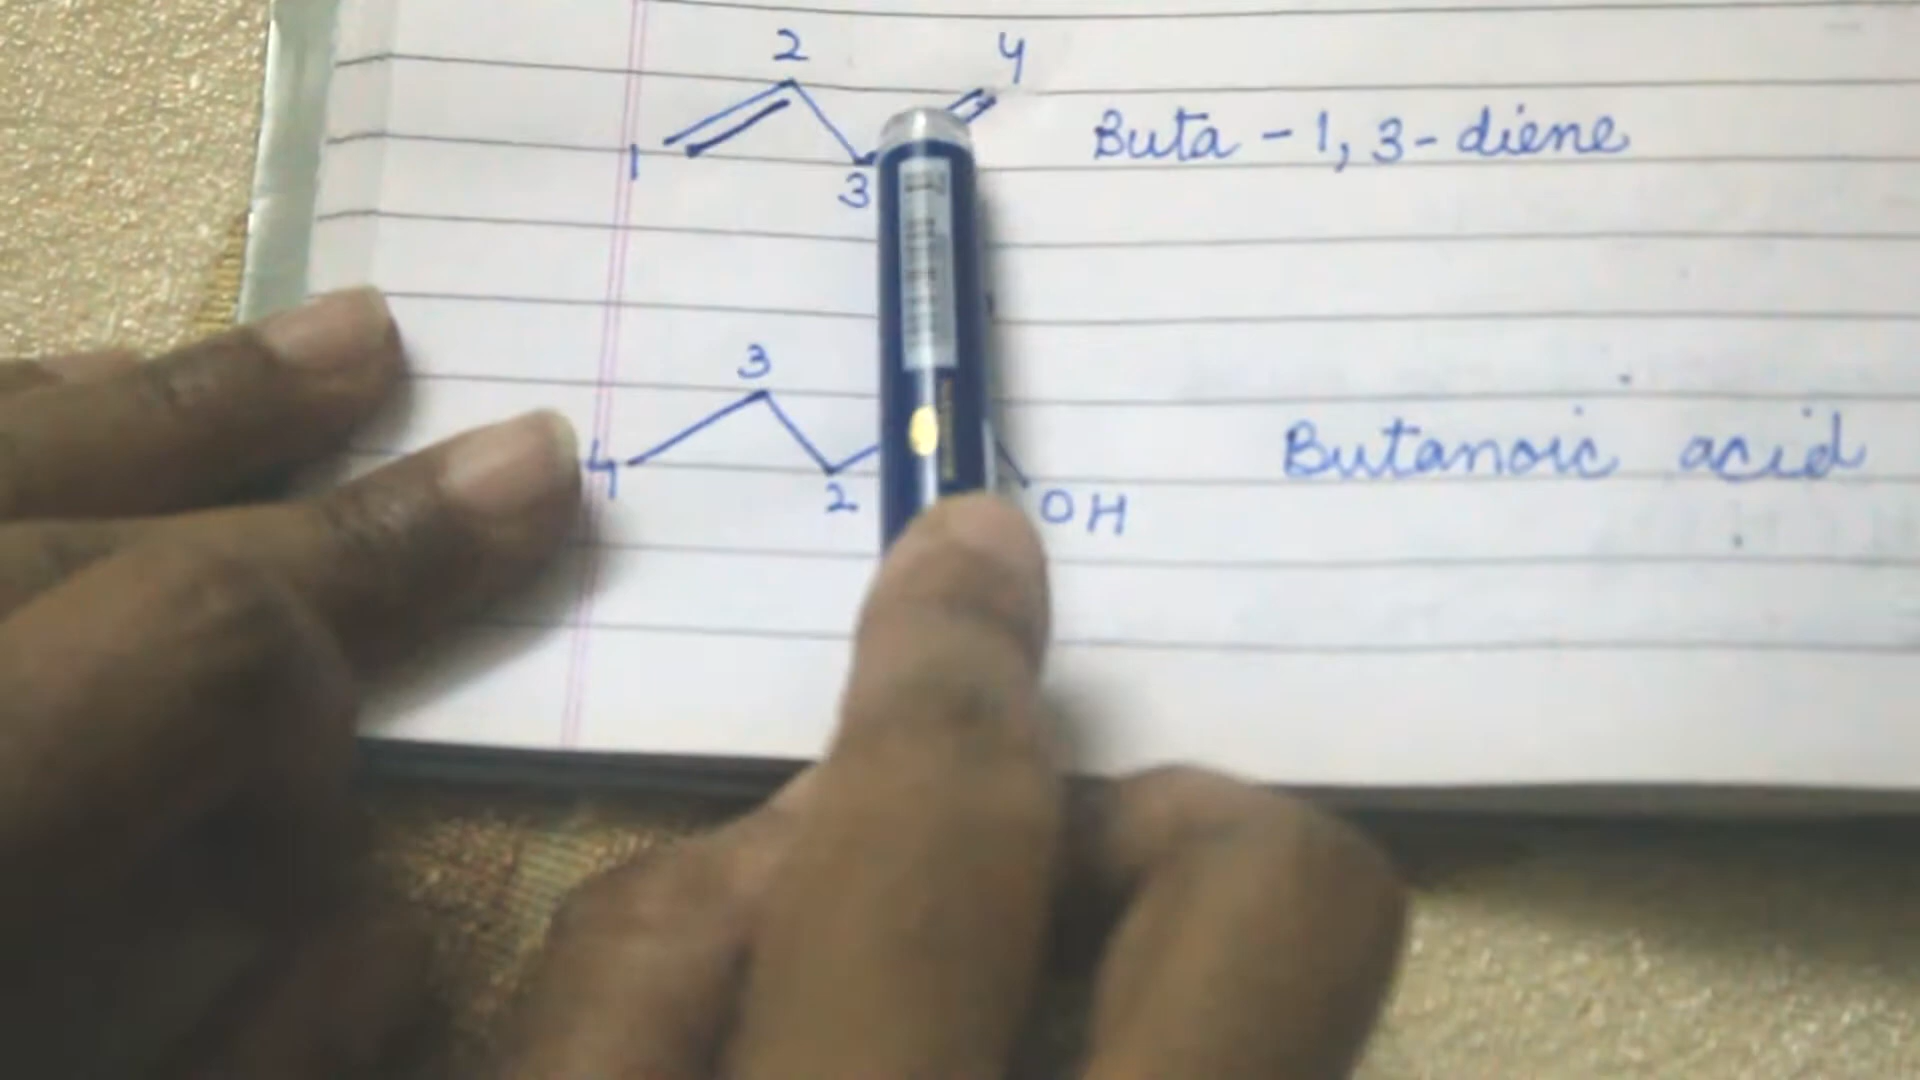 2
4
1
3
Buta - 1, 3 - diene
3
4
2
OH
Butanoic acid